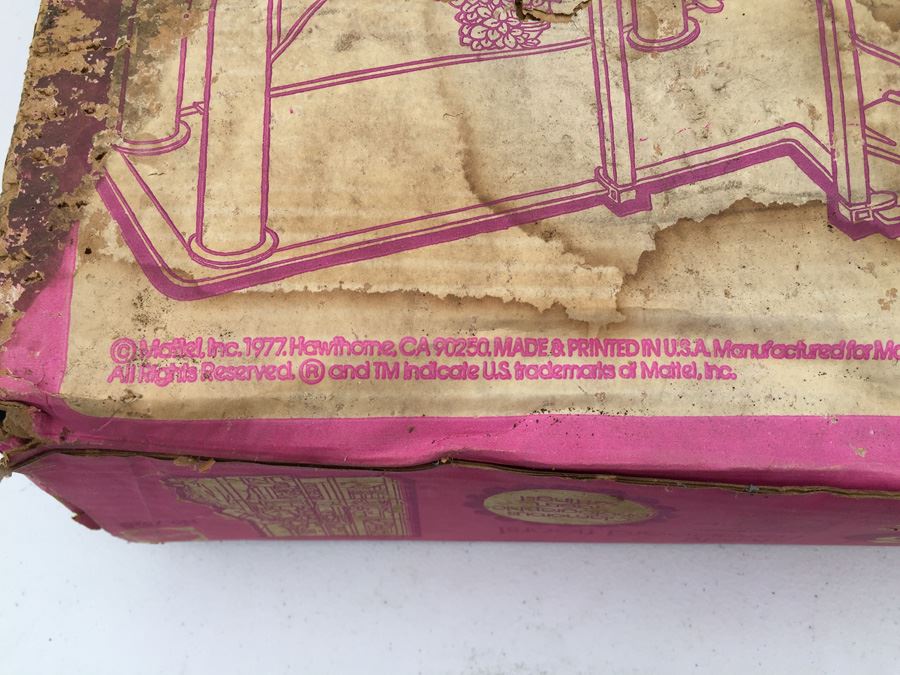 © Mattel, Inc. 1977. Hawthorne, CA 90250. MADE & PRINTED IN U.S.A. Manufactured for Ma
All Rights Reserved. ® and TM indicate U.S. trademarks of Mattel, Inc.